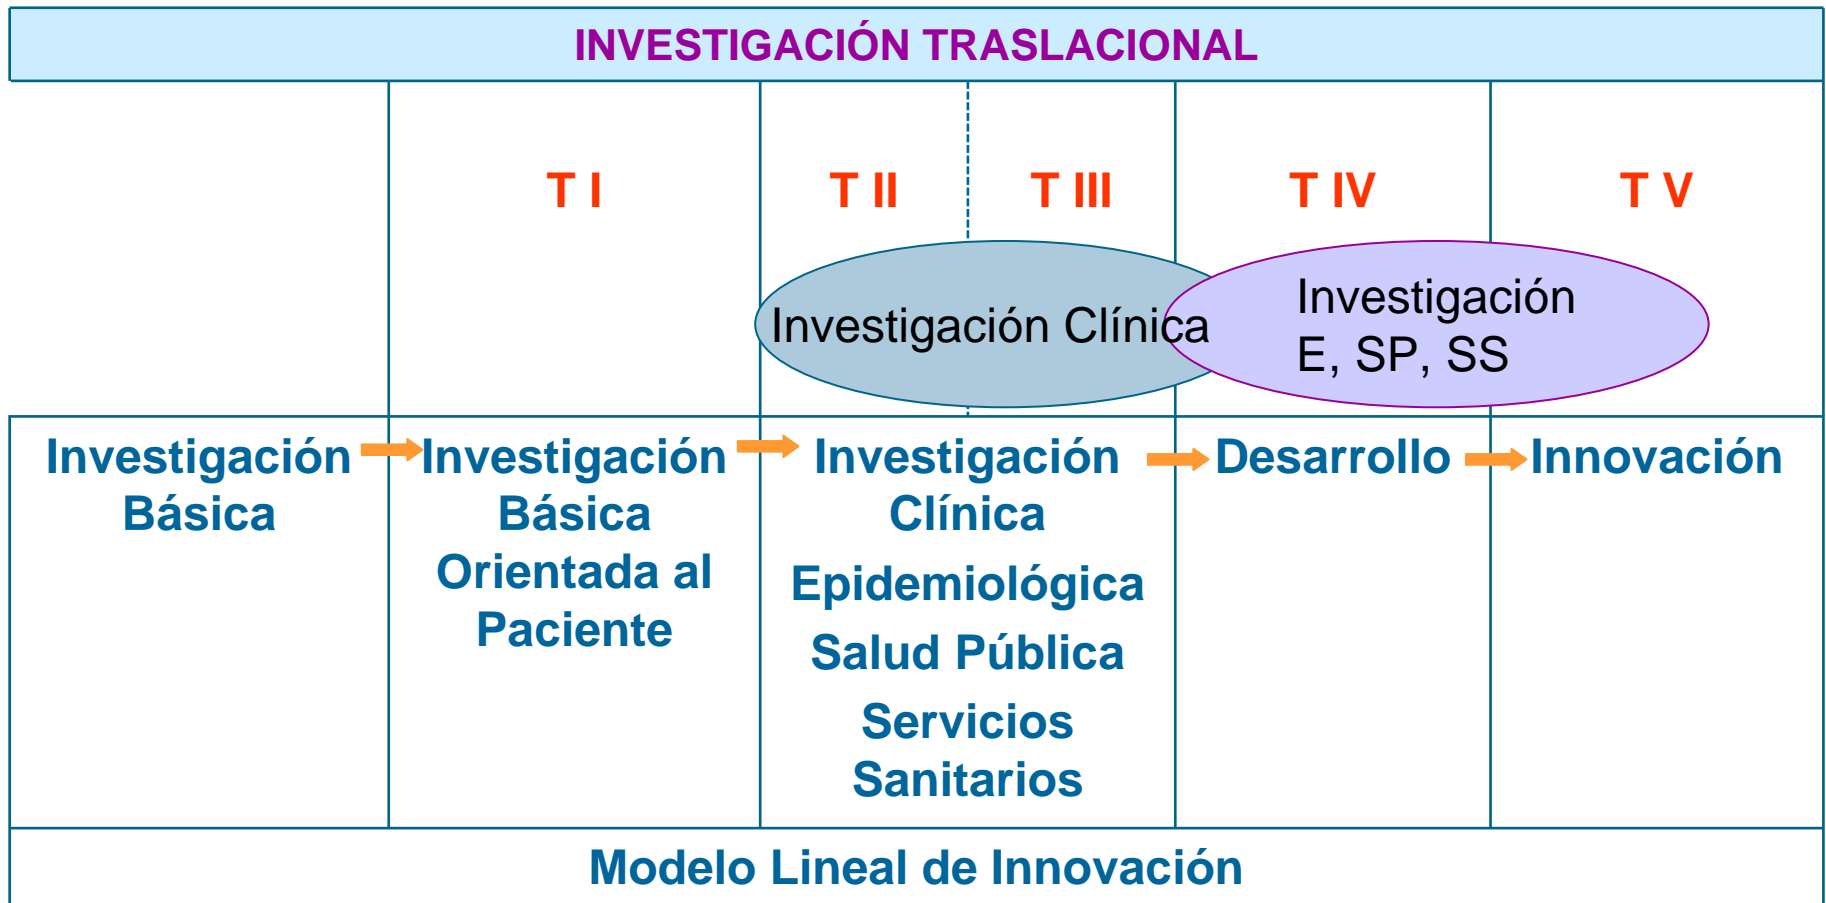 INVESTIGACIÓN TRASLACIONAL
T I
T II
T III
T IV
T V
Investigación Clínica
Investigación
E, SP, SS
Investigación
Básica
Investigación
Básica
Orientada al
Paciente
Investigación
Clínica
Epidemiológica
Salud Pública
Servicios
Sanitarios
Desarrollo
Innovación
Modelo Lineal de Innovación